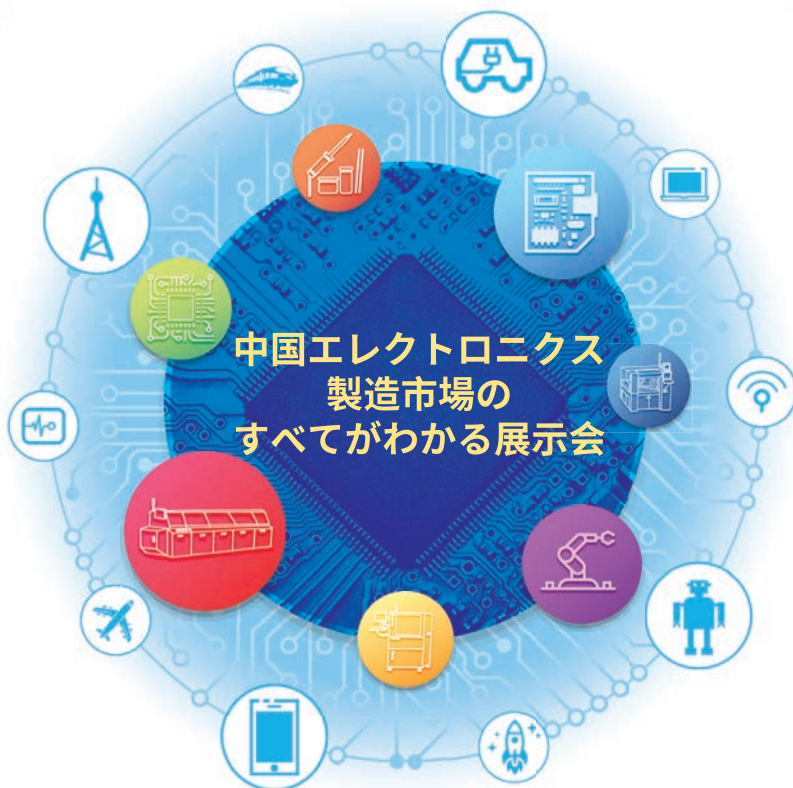 中国エレクトロニクス
製造市場の
すべてがわかる展示会